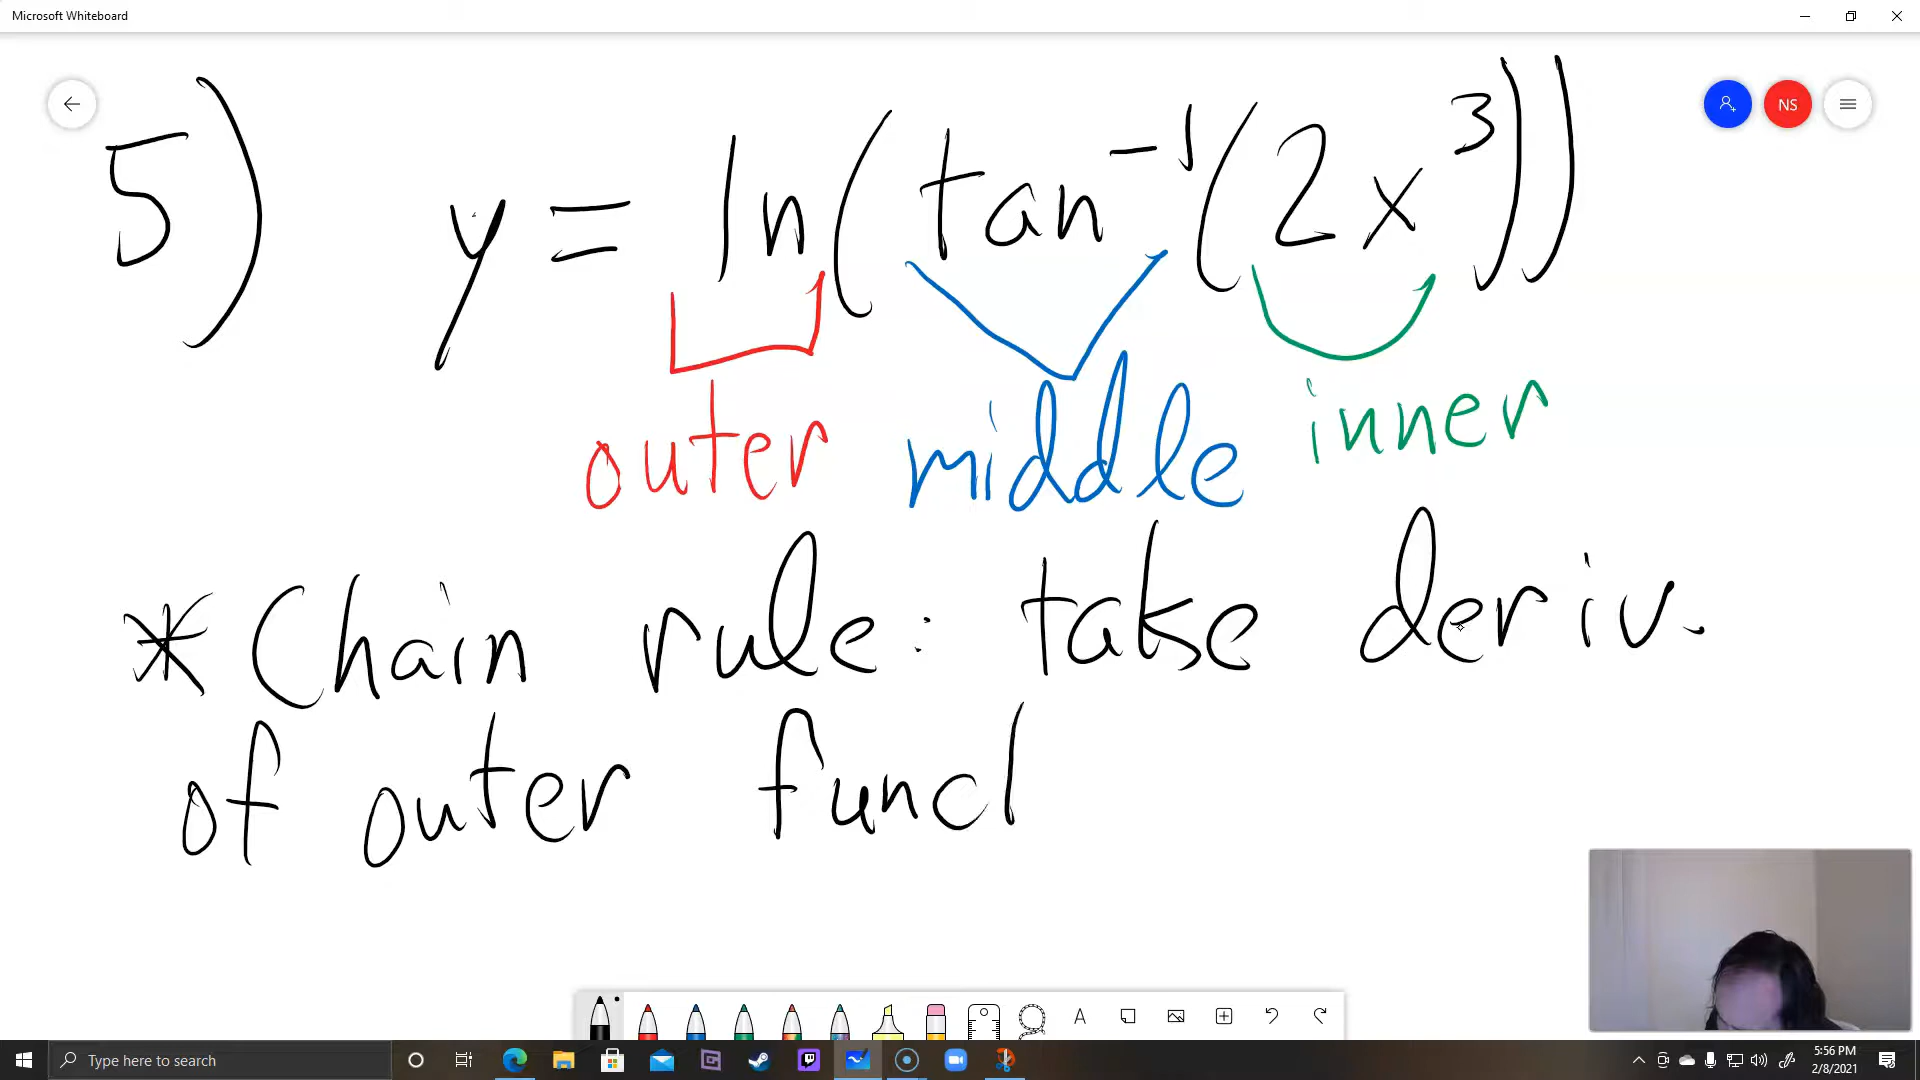 Microsoft Whiteboard
NS
5) y = ln(tan⁻¹(2x³))
outer middle inner
* Chain rule: take deriv.
of outer funcl
Type here to search
5:56 PM
2/8/2021